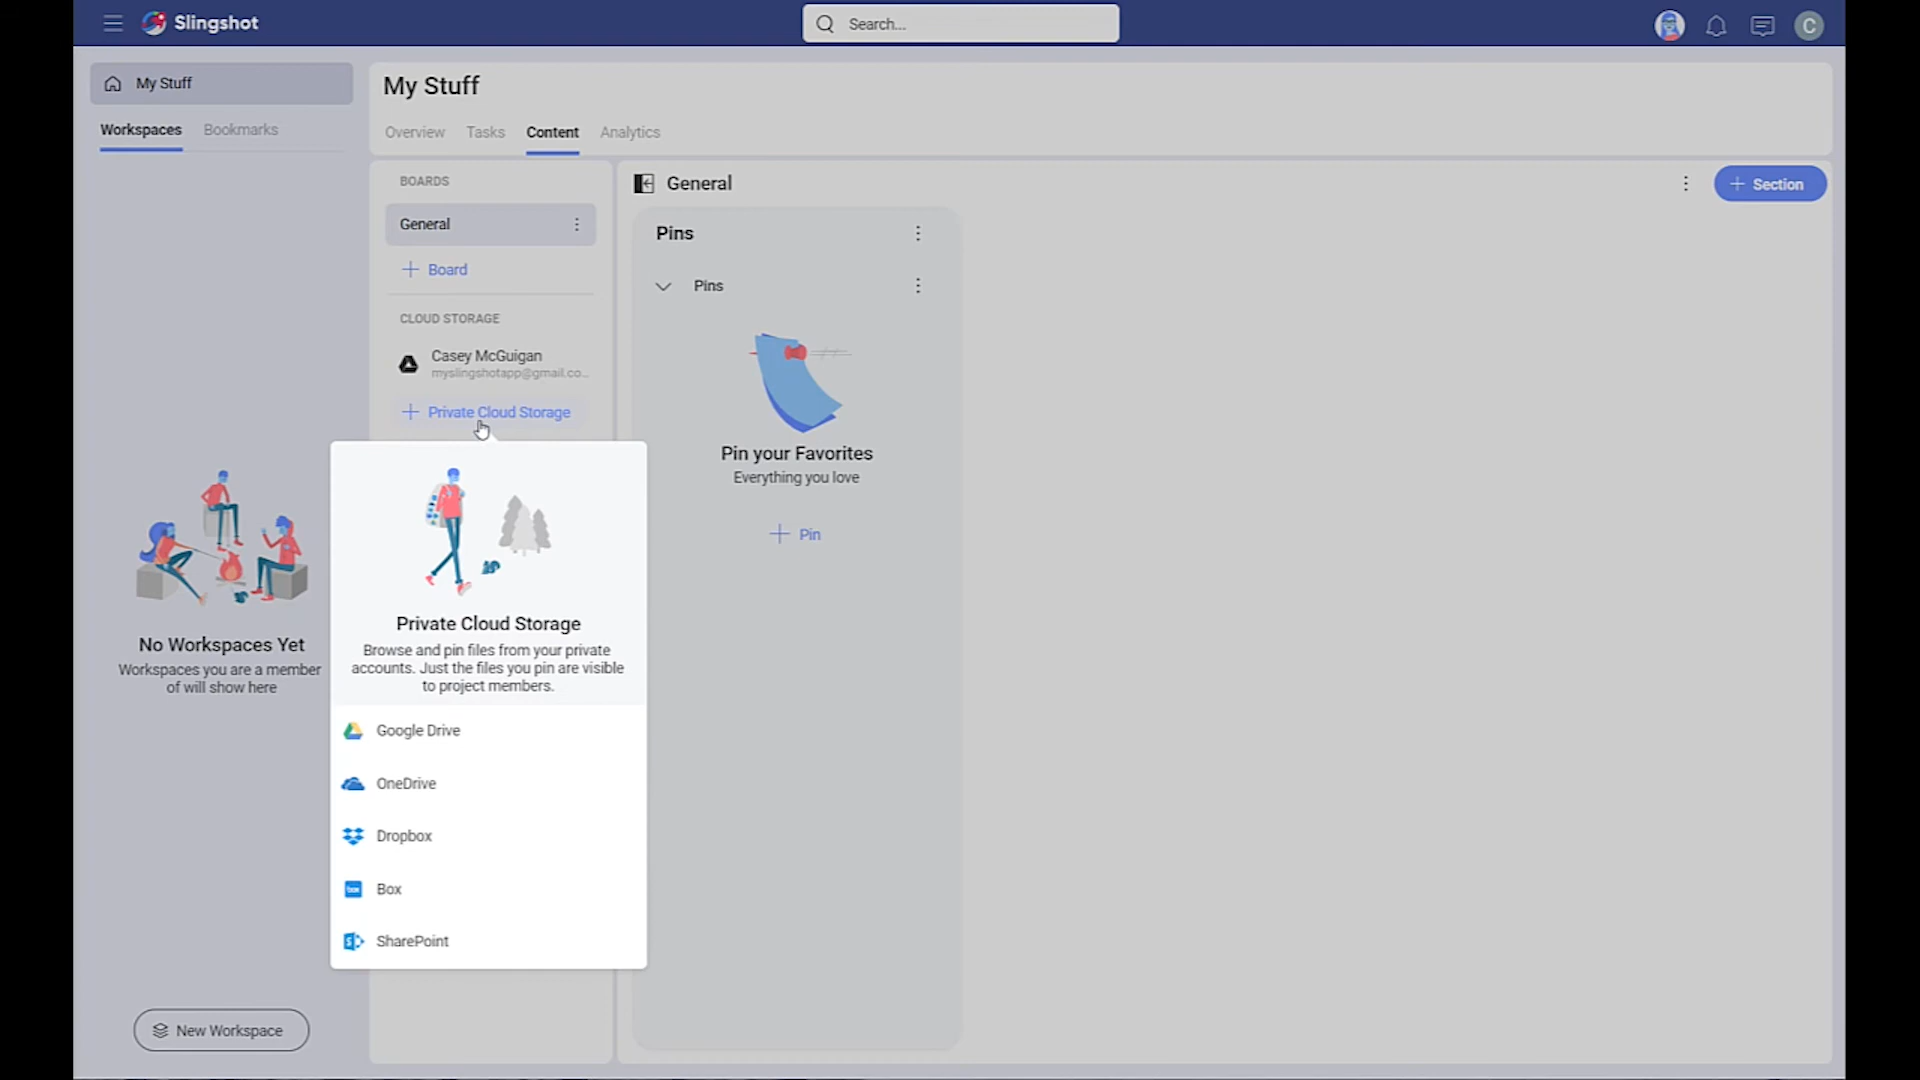 Slingshot
Search...
C
My Stuff
Workspaces
Bookmarks
No Workspaces Yet
Workspaces you are a member
of will show here
New Workspace
My Stuff
Overview
Tasks
Content
Analytics
BOARDS
General
Board
CLOUD STORAGE
Casey McGuigan
myslingshotapp@gmail.co...
Private Cloud Storage
Private Cloud Storage
Browse and pin files from your private
accounts. Just the files you pin are visible
to project members.
Google Drive
OneDrive
Dropbox
box
Box
S
SharePoint
General
Section
Pins
Pins
Pin your Favorites
Everything you love
Pin